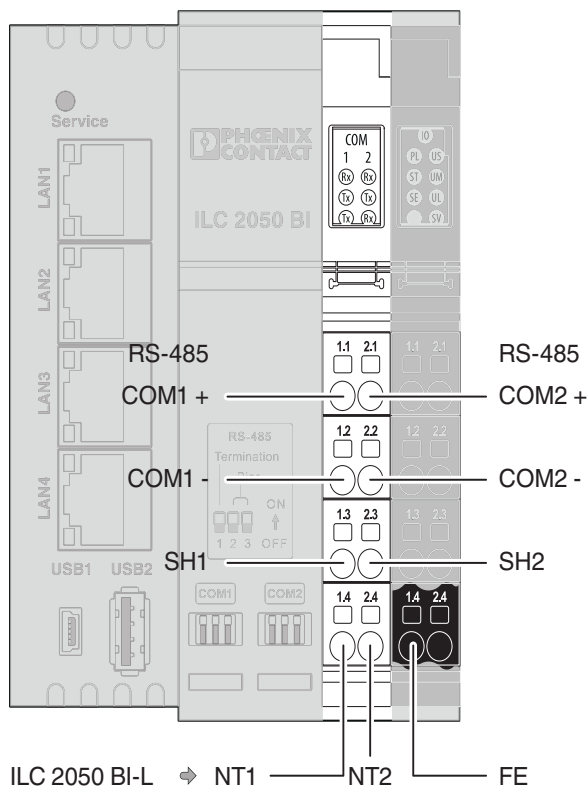 Service
LAN1
LAN2
LAN3
LAN4
PHŒNIX
CONTACT
ILC 2050 BI
COM
1 2
Rx Rx
Tx Tx
Tx Rx
IO
PL US
ST UM
SE UL
SV
RS-485
1.1 2.1
1.1 2.1
RS-485
COM1 +
COM2 +
1.2 2.2
1.2 2.2
RS-485
Termination
Bias
COM1 -
COM2 -
ON
1 2 3 OFF
1.3 2.3
1.3 2.3
SH1
SH2
USB1 USB2
COM1 COM2
1.4 2.4
1.4 2.4
ILC 2050 BI-L ➾ NT1
NT2
FE